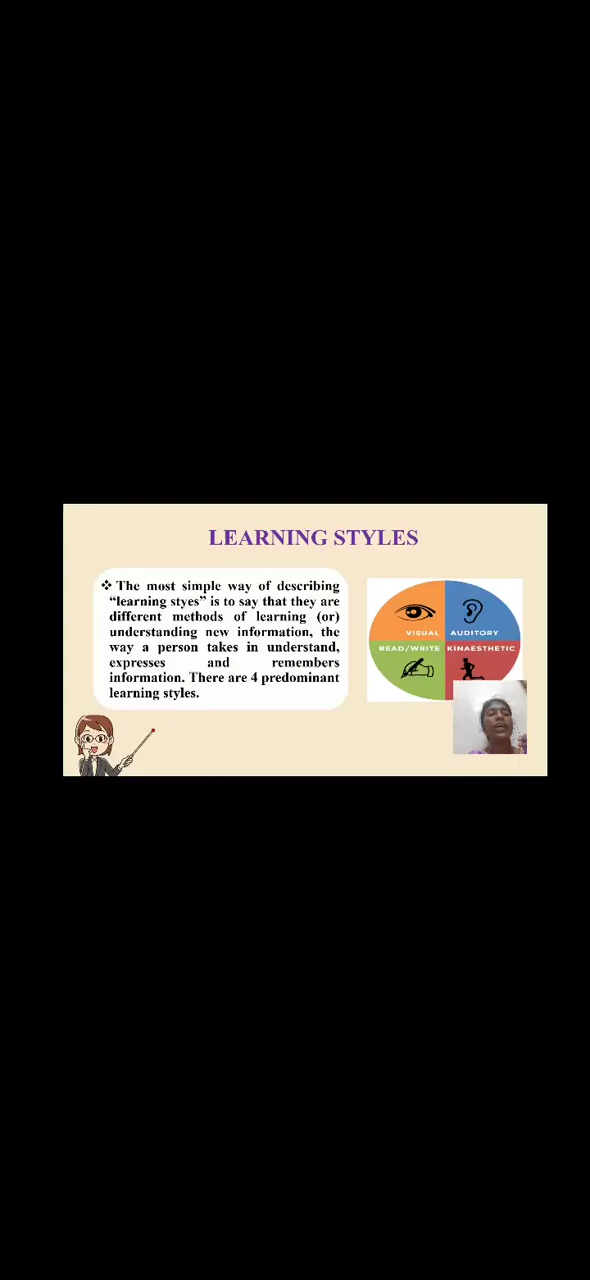 LEARNING STYLES
❖ The most simple way of describing
“learning styes” is to say that they are
different methods of learning (or)
understanding new information, the
way a person takes in understand,
expresses and remembers
information. There are 4 predominant
learning styles.
VISUAL AUDITORY
READ/WRITE KINAESTHETIC